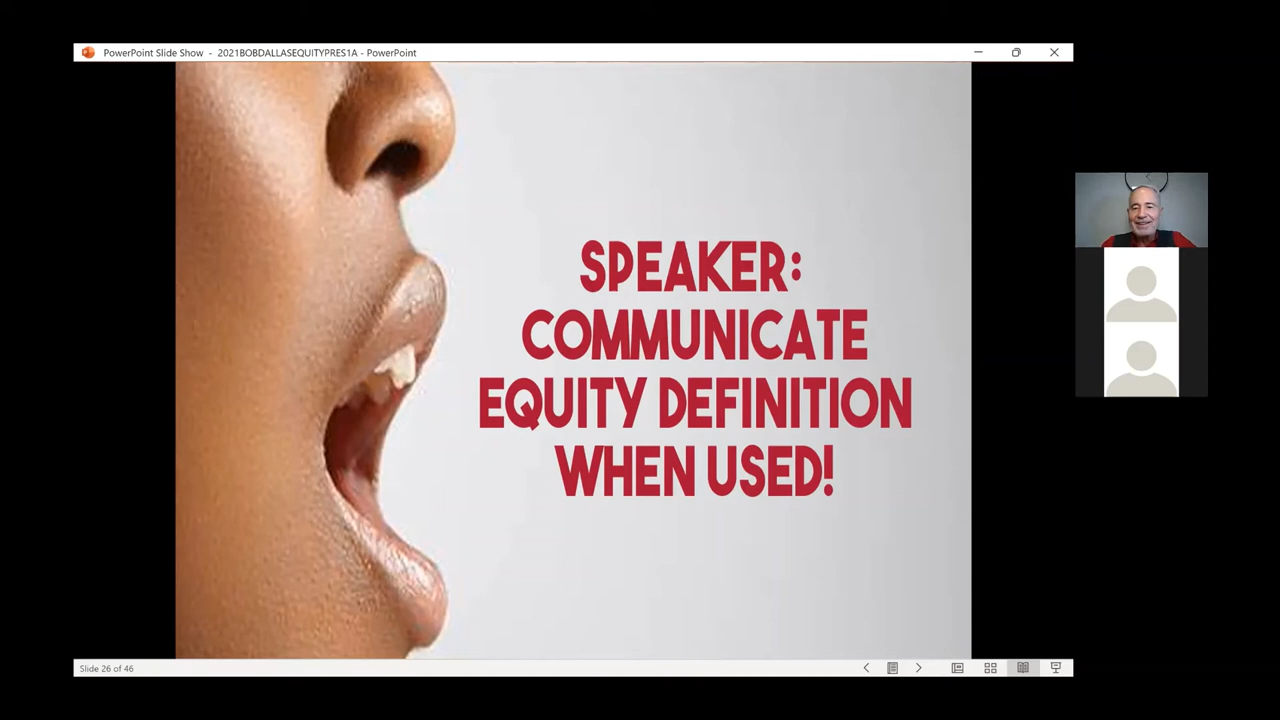 PowerPoint Slide Show - 2021BOBDALLASEQUITYPRES1A - PowerPoint
SPEAKER:
COMMUNICATE
EQUITY DEFINITION
WHEN USED!
Slide 26 of 46